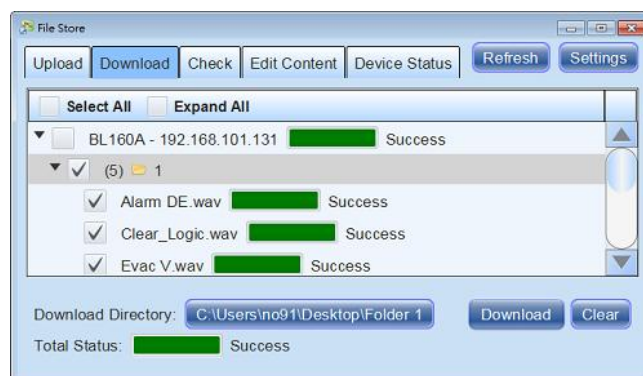 File Store
Upload Download Check Edit Content Device Status Refresh Settings
Select All Expand All
BL160A - 192.168.101.131 Success
(5) 1
Alarm DE.wav Success
Clear_Logic.wav Success
Evac V.wav Success
Download Directory: C:\Users\no91\Desktop\Folder 1 Download Clear
Total Status: Success